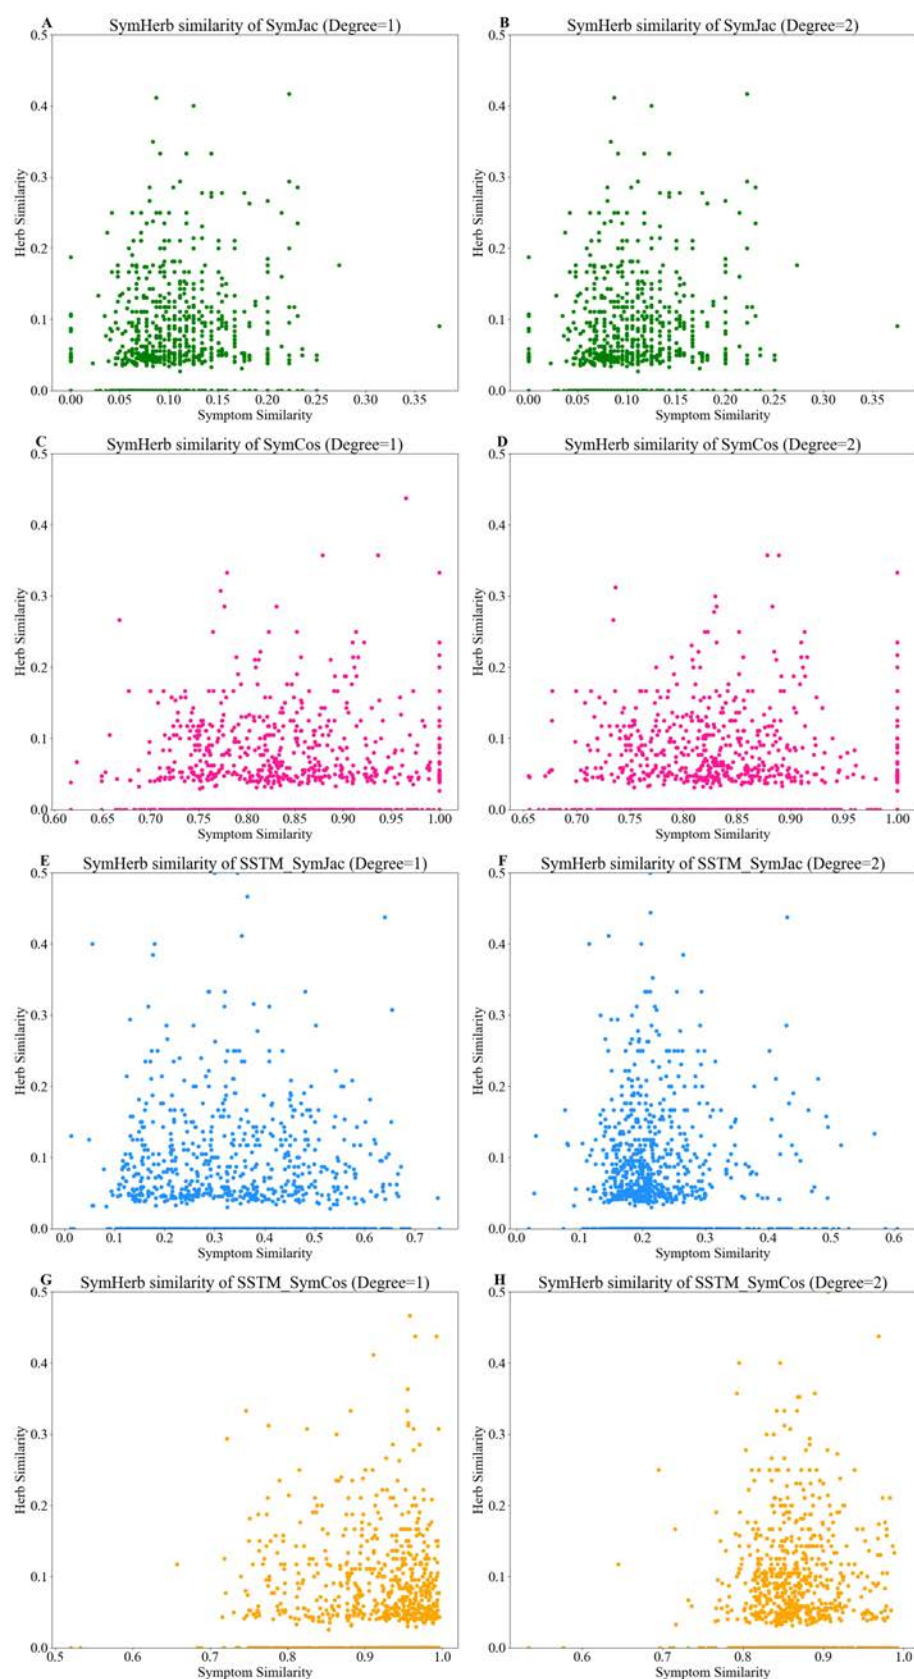 A SymHerb similarity of SymJac (Degree=1)
B SymHerb similarity of SymJac (Degree=2)
0.5
0.4
0.3
0.2
0.1
0.0
Herb Similarity
0.00 0.05 0.10 0.15 0.20 0.25 0.30 0.35
Symptom Similarity
0.5
0.4
0.3
0.2
0.1
0.0
Herb Similarity
0.00 0.05 0.10 0.15 0.20 0.25 0.30 0.35
Symptom Similarity
C SymHerb similarity of SymCos (Degree=1)
D SymHerb similarity of SymCos (Degree=2)
0.5
0.4
0.3
0.2
0.1
0.0
Herb Similarity
0.60 0.65 0.70 0.75 0.80 0.85 0.90 0.95 1.00
Symptom Similarity
0.5
0.4
0.3
0.2
0.1
0.0
Herb Similarity
0.65 0.70 0.75 0.80 0.85 0.90 0.95 1.00
Symptom Similarity
E SymHerb similarity of SSTM_SymJac (Degree=1)
F SymHerb similarity of SSTM_SymJac (Degree=2)
0.5
0.4
0.3
0.2
0.1
0.0
Herb Similarity
0.0 0.1 0.2 0.3 0.4 0.5 0.6 0.7
Symptom Similarity
0.5
0.4
0.3
0.2
0.1
0.0
Herb Similarity
0.0 0.1 0.2 0.3 0.4 0.5 0.6
Symptom Similarity
G SymHerb similarity of SSTM_SymCos (Degree=1)
H SymHerb similarity of SSTM_SymCos (Degree=2)
0.5
0.4
0.3
0.2
0.1
0.0
Herb Similarity
0.5 0.6 0.7 0.8 0.9 1.0
Symptom Similarity
0.5
0.4
0.3
0.2
0.1
0.0
Herb Similarity
0.6 0.7 0.8 0.9 1.0
Symptom Similarity